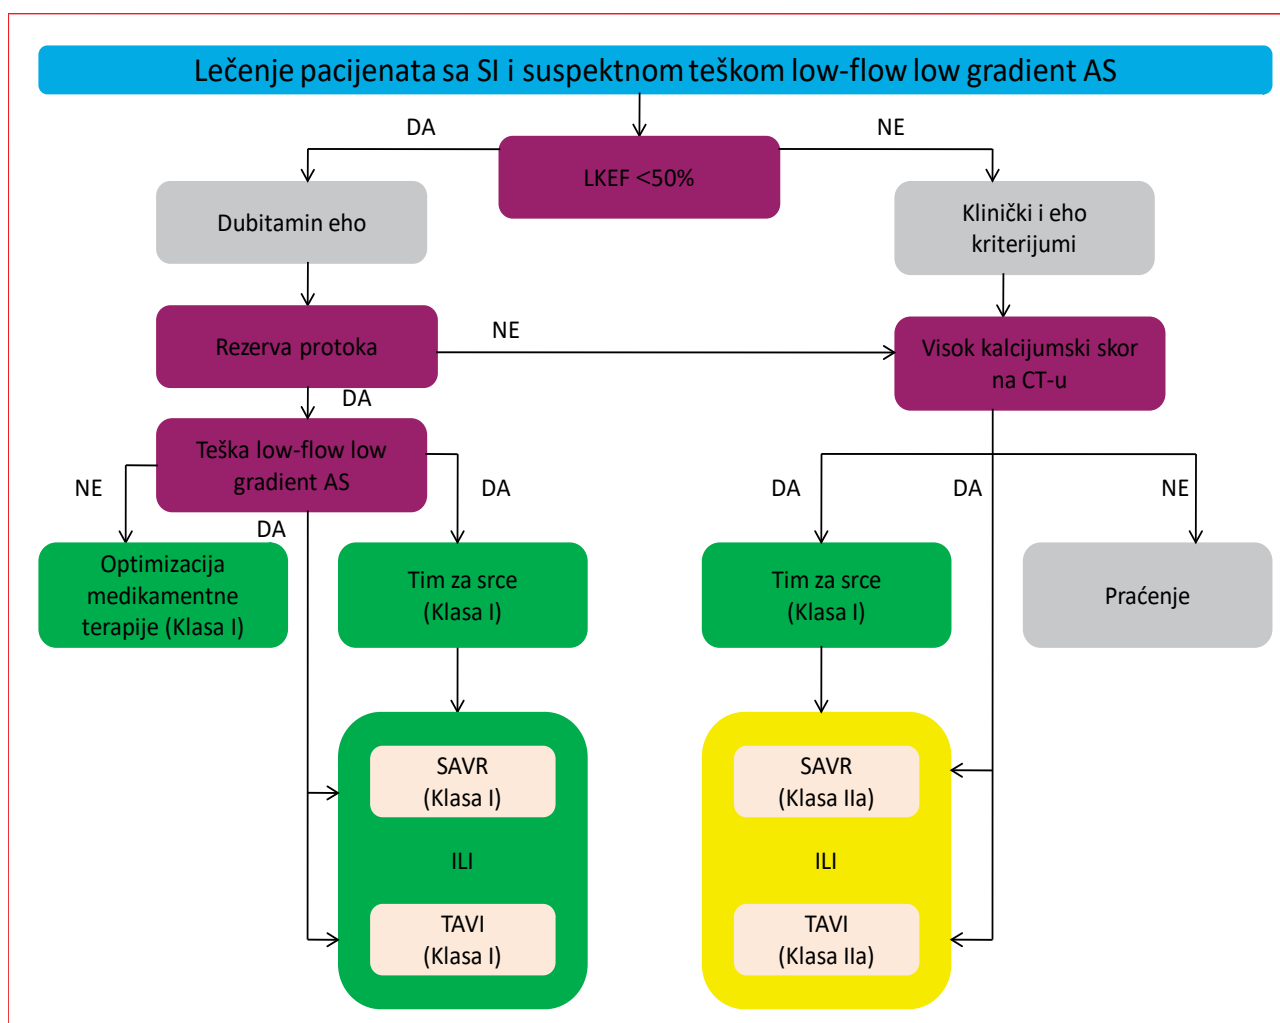 Lečenje pacijenata sa SI i suspektnom teškom low-flow low gradient AS
DA
NE
LKEF <50%
Dubitamin eho
Klinički i eho
kriterijumi
Rezerva protoka
NE
Visok kalcijumski skor
na CT-u
DA
Teška low-flow low
gradient AS
NE
DA
DA
DA
DA
NE
Optimizacija
medikamentne
terapije (Klasa I)
Tim za srce
(Klasa I)
Tim za srce
(Klasa I)
Praćenje
SAVR
(Klasa I)
ILI
TAVI
(Klasa I)
SAVR
(Klasa IIa)
ILI
TAVI
(Klasa IIa)